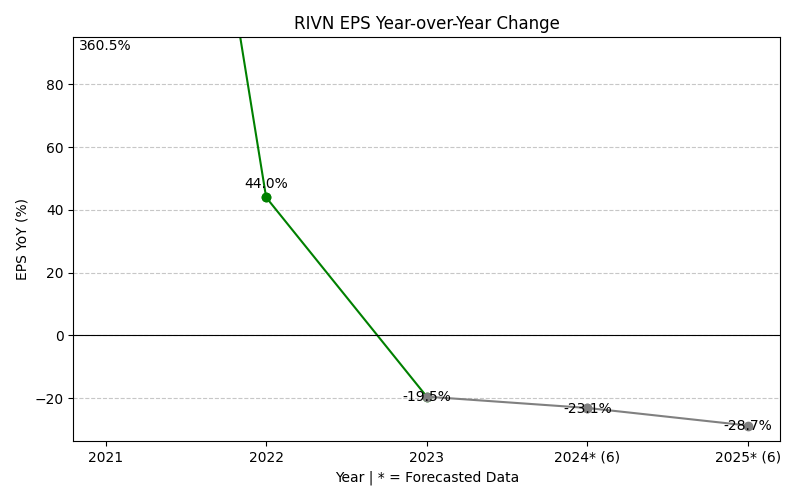 RIVN EPS Year-over-Year Change
360.5%
80
60
44.0%
40
20
0
-19.5%
−20
-23.1%
-28.7%
EPS YoY (%)
2021 2022 2023 2024* (6) 2025* (6)
Year | * = Forecasted Data